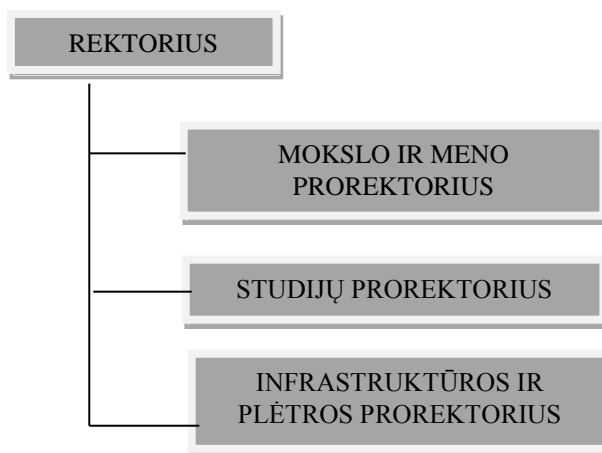 REKTORIUS
MOKSLO IR MENO
PROREKTORIUS
STUDIJŲ PROREKTORIUS
INFRASTRUKTŪROS IR
PLĖTROS PROREKTORIUS